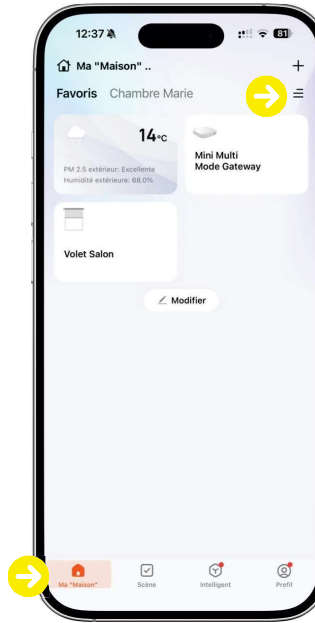 12:37
81
Ma "Maison" ..
Favoris Chambre Marie
14°C
PM 2.5 extérieur: Excellente
Humidité extérieure: 68.0%
Mini Multi
Mode Gateway
Volet Salon
Modifier
Ma "Maison" Scène Intelligent Profil